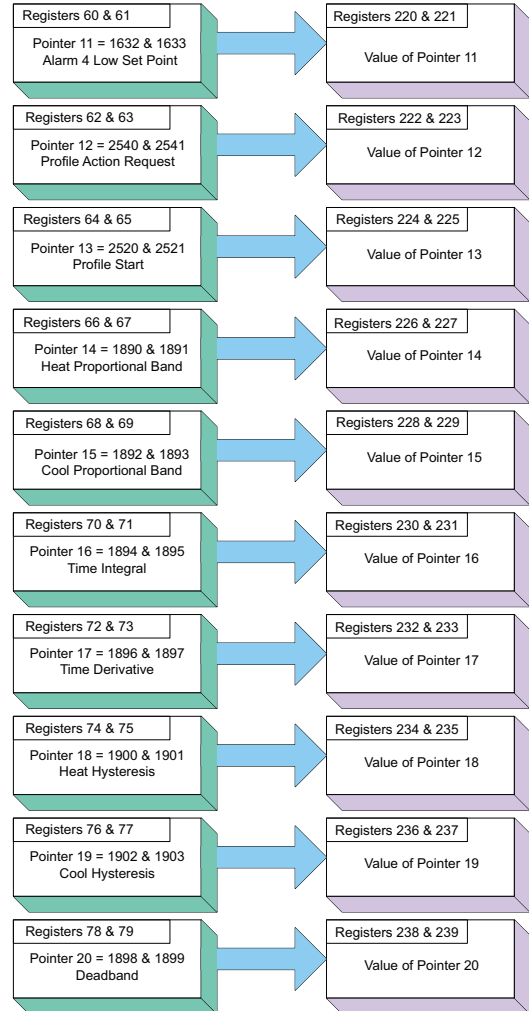 Registers 60 & 61
Pointer 11 = 1632 & 1633
Alarm 4 Low Set Point
Registers 220 & 221
Value of Pointer 11
Registers 62 & 63
Pointer 12 = 2540 & 2541
Profile Action Request
Registers 222 & 223
Value of Pointer 12
Registers 64 & 65
Pointer 13 = 2520 & 2521
Profile Start
Registers 224 & 225
Value of Pointer 13
Registers 66 & 67
Pointer 14 = 1890 & 1891
Heat Proportional Band
Registers 226 & 227
Value of Pointer 14
Registers 68 & 69
Pointer 15 = 1892 & 1893
Cool Proportional Band
Registers 228 & 229
Value of Pointer 15
Registers 70 & 71
Pointer 16 = 1894 & 1895
Time Integral
Registers 230 & 231
Value of Pointer 16
Registers 72 & 73
Pointer 17 = 1896 & 1897
Time Derivative
Registers 232 & 233
Value of Pointer 17
Registers 74 & 75
Pointer 18 = 1900 & 1901
Heat Hysteresis
Registers 234 & 235
Value of Pointer 18
Registers 76 & 77
Pointer 19 = 1902 & 1903
Cool Hysteresis
Registers 236 & 237
Value of Pointer 19
Registers 78 & 79
Pointer 20 = 1898 & 1899
Deadband
Registers 238 & 239
Value of Pointer 20